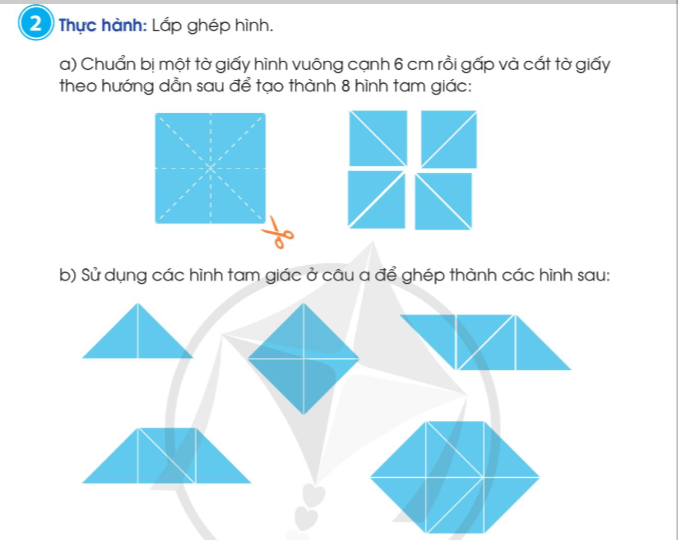 2 Thực hành: Lắp ghép hình.
a) Chuẩn bị một tờ giấy hình vuông cạnh 6 cm rồi gấp và cắt tờ giấy
theo hướng dẫn sau để tạo thành 8 hình tam giác:
b) Sử dụng các hình tam giác ở câu a để ghép thành các hình sau: